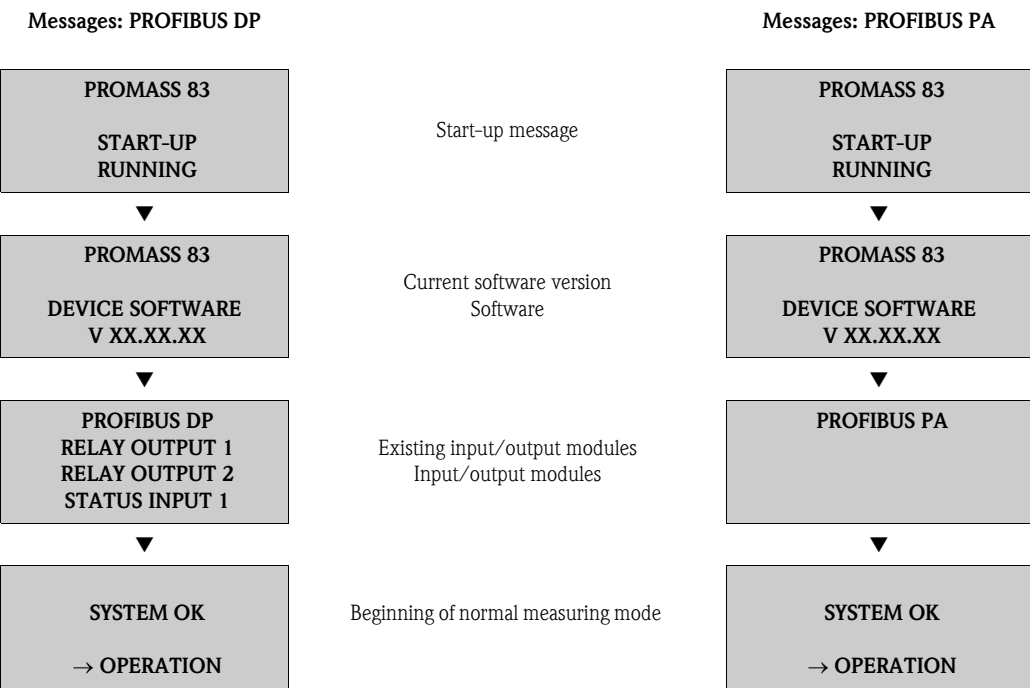 Messages: PROFIBUS DP
Messages: PROFIBUS PA
PROMASS 83
START-UP
RUNNING
Start-up message
PROMASS 83
START-UP
RUNNING
▼
▼
PROMASS 83
DEVICE SOFTWARE
V XX.XX.XX
Current software version
Software
PROMASS 83
DEVICE SOFTWARE
V XX.XX.XX
▼
▼
PROFIBUS DP
RELAY OUTPUT 1
RELAY OUTPUT 2
STATUS INPUT 1
Existing input/output modules
Input/output modules
PROFIBUS PA
▼
▼
SYSTEM OK
→ OPERATION
Beginning of normal measuring mode
SYSTEM OK
→ OPERATION